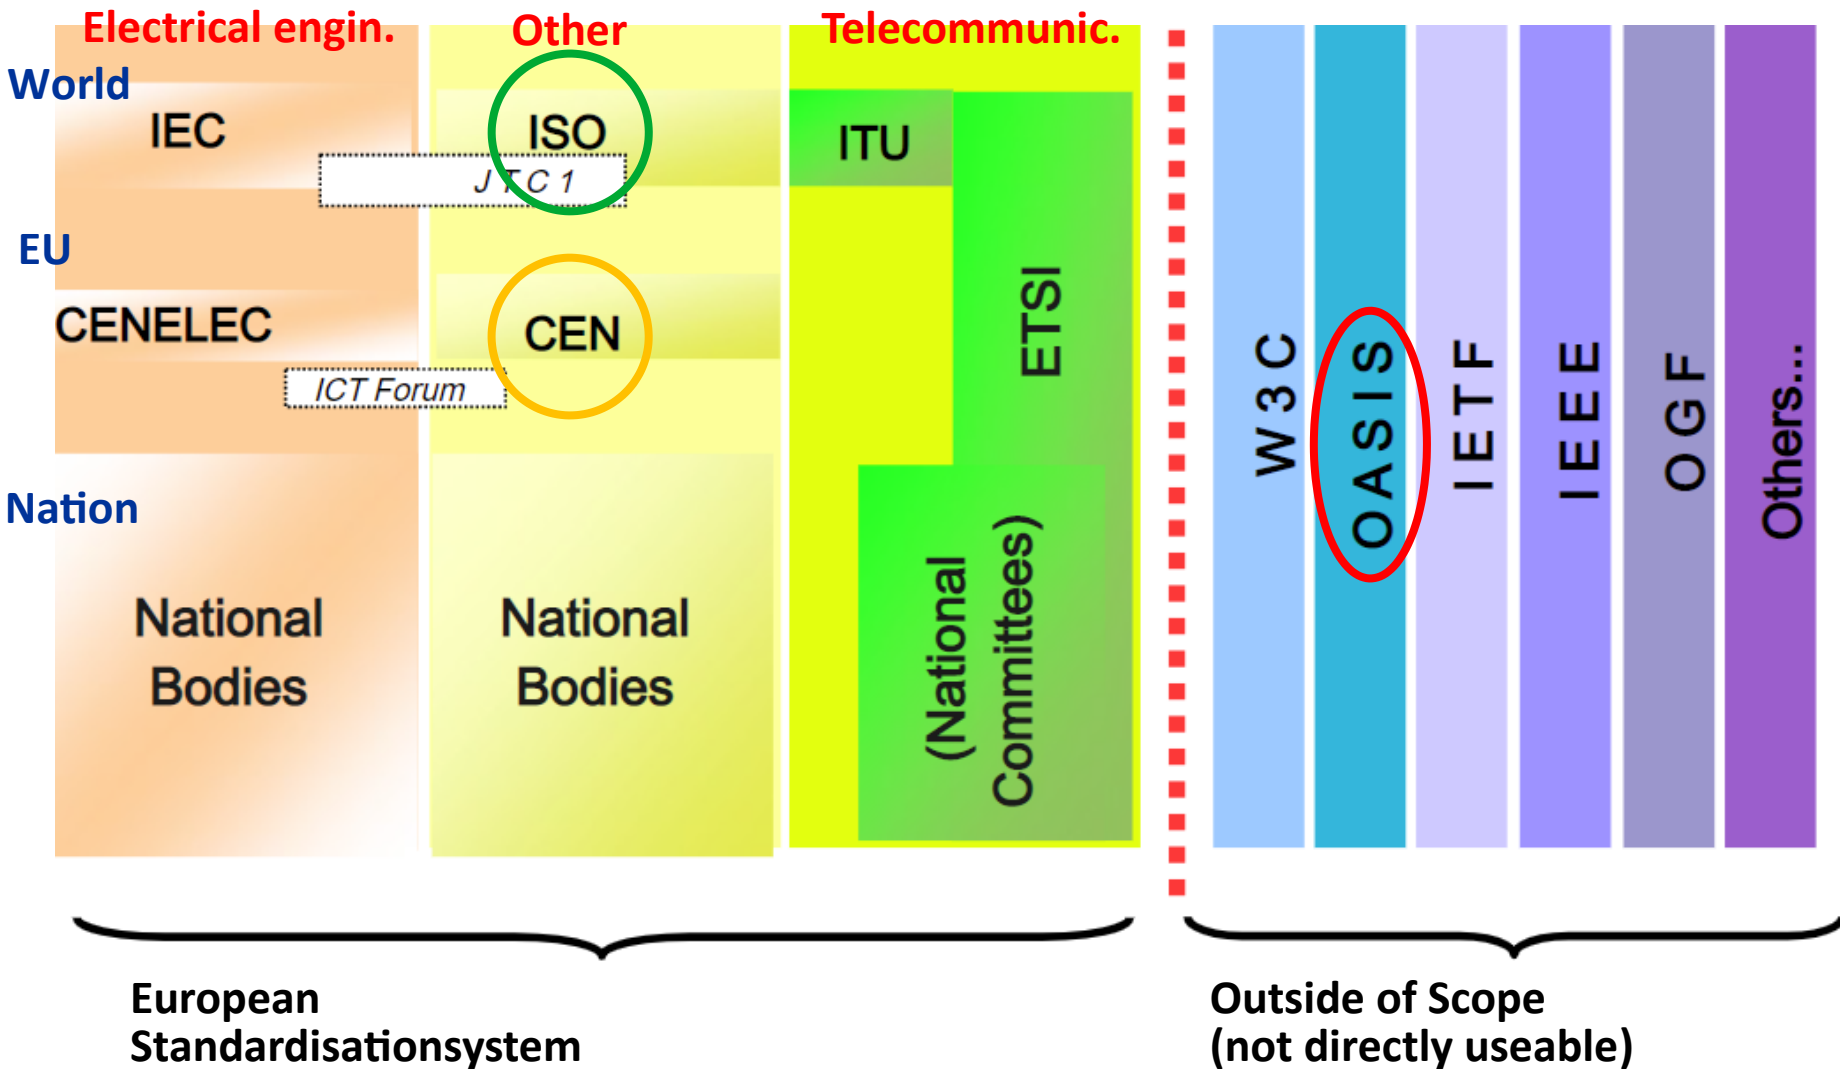 Electrical engin.
Other
Telecommunic.
World
IEC
ISO
ITU
J T C 1
EU
CENELEC
CEN
ETSI
ICT Forum
Nation
National
Bodies
National
Bodies
(National
Committees)
W3C
OASIS
IETF
IEEE
OGF
Others...
European
Standardisationsystem
Outside of Scope
(not directly useable)